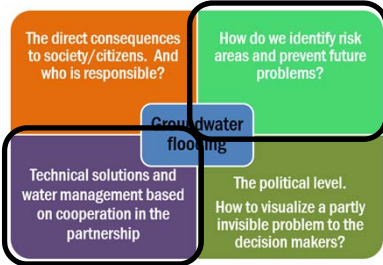 The direct consequences
to society/citizens. And
who is responsible?
How do we identify risk
areas and prevent future
problems?
Groundwater
flooding
Technical solutions and
water management based
on cooperation in the
partnership
The political level.
How to visualize a partly
invisible problem to the
decision makers?